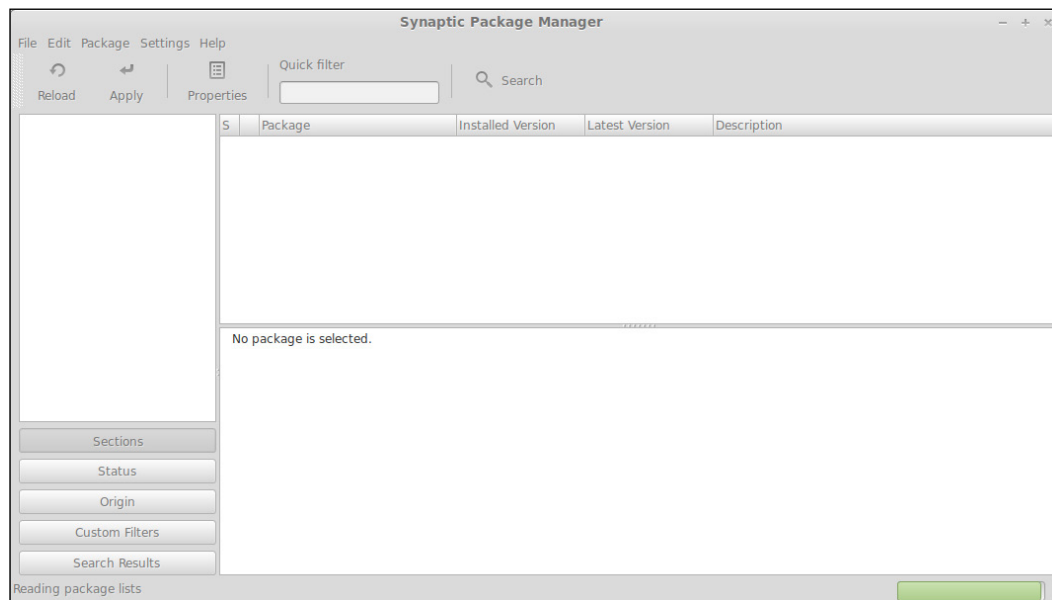 Synaptic Package Manager
File Edit Package Settings Help
Quick filter
Reload Apply Properties Search
S Package Installed Version Latest Version Description
No package is selected.
Sections
Status
Origin
Custom Filters
Search Results
Reading package lists